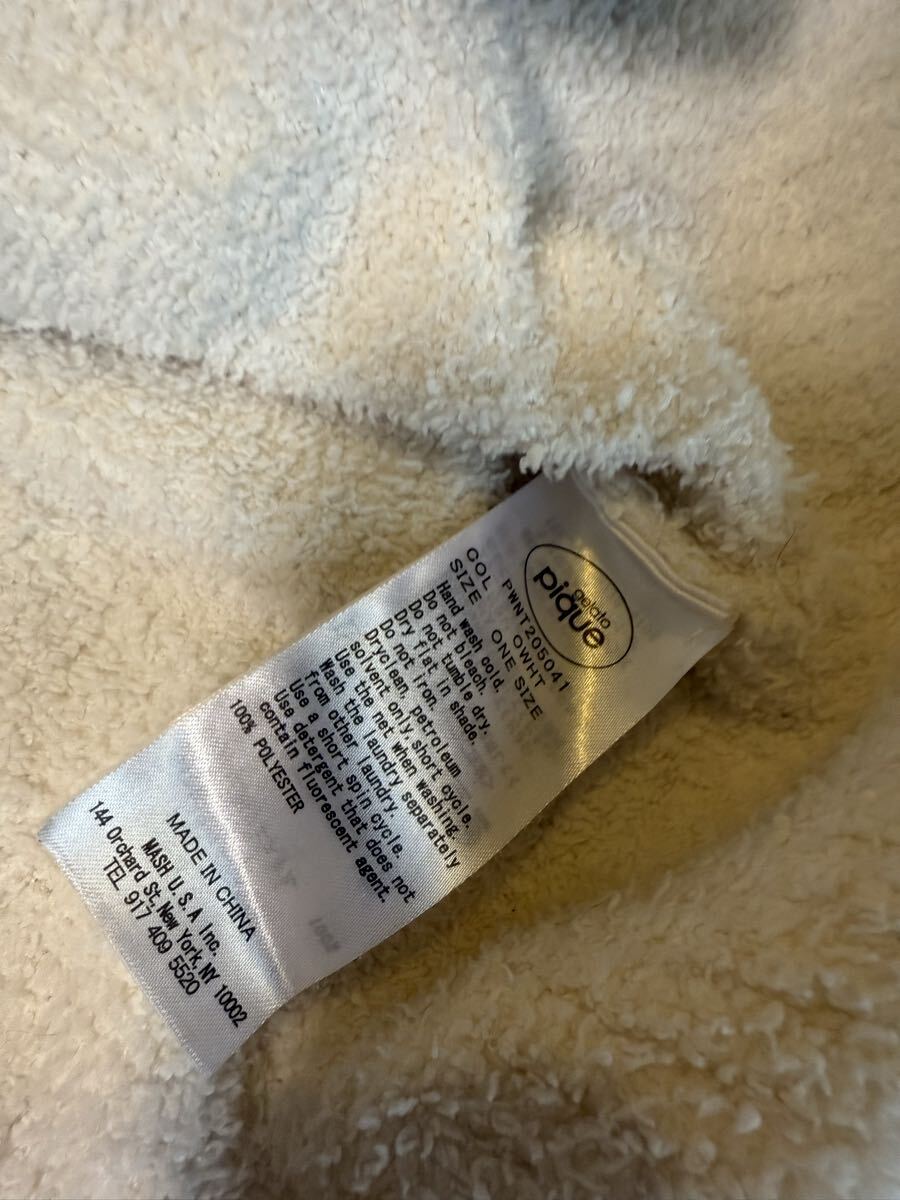 gelato
pique
PWNT205041
COL OWHT
SIZE ONE SIZE
Hand wash cold.
Do not bleach.
Do not tumble dry.
Dry flat in shade.
Do not iron.
Dryclean, petroleum
solvent only short cycle.
Use the net when washing.
Wash the laundry separately
from other laundry.
Use a short spin cycle.
Use detergent that does not
contain fluorescent agent.
100% POLYESTER
MADE IN CHINA
MASH U.S.A Inc.
144 Orchard St, New York, NY 10002
TEL 917 409 5520